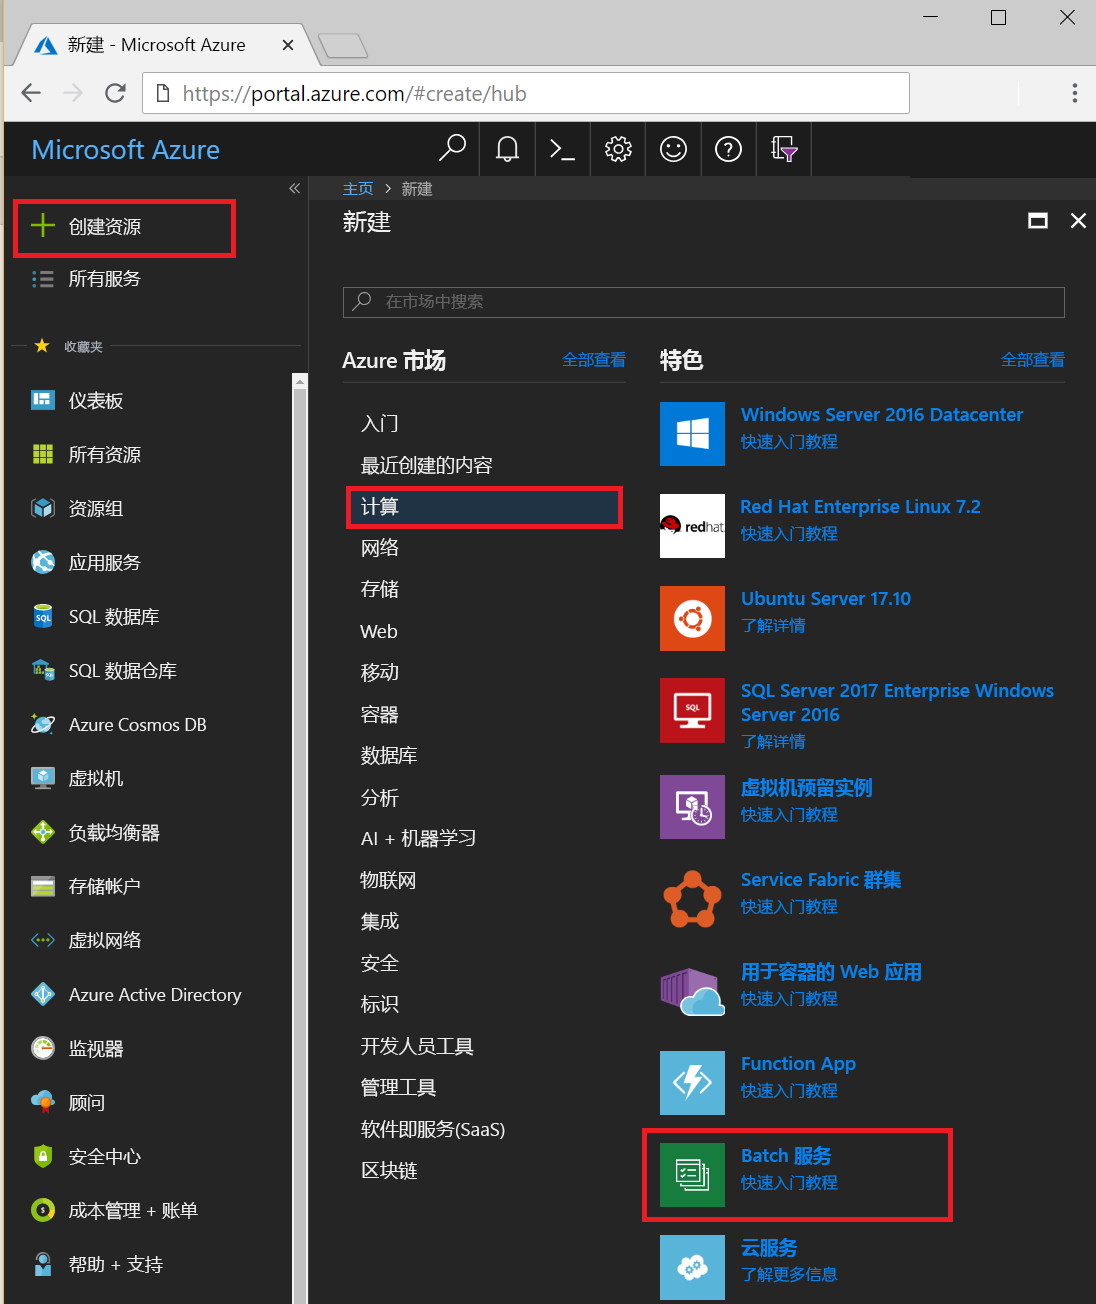 新建 - Microsoft Azure
https://portal.azure.com/#create/hub
Microsoft Azure
主页 > 新建
新建
创建资源
所有服务
收藏夹
仪表板
所有资源
资源组
应用服务
SQL 数据库
SQL 数据仓库
Azure Cosmos DB
虚拟机
负载均衡器
存储帐户
虚拟网络
Azure Active Directory
监视器
顾问
安全中心
成本管理 + 账单
帮助 + 支持
在市场中搜索
Azure 市场
全部查看
入门
最近创建的内容
计算
网络
存储
Web
移动
容器
数据库
分析
AI + 机器学习
物联网
集成
安全
标识
开发人员工具
管理工具
软件即服务(SaaS)
区块链
特色
全部查看
Windows Server 2016 Datacenter
快速入门教程
redhat
Red Hat Enterprise Linux 7.2
快速入门教程
Ubuntu Server 17.10
了解详情
SQL
SQL Server 2017 Enterprise Windows
Server 2016
了解详情
虚拟机预留实例
快速入门教程
Service Fabric 群集
快速入门教程
用于容器的 Web 应用
快速入门教程
Function App
快速入门教程
Batch 服务
快速入门教程
云服务
了解更多信息